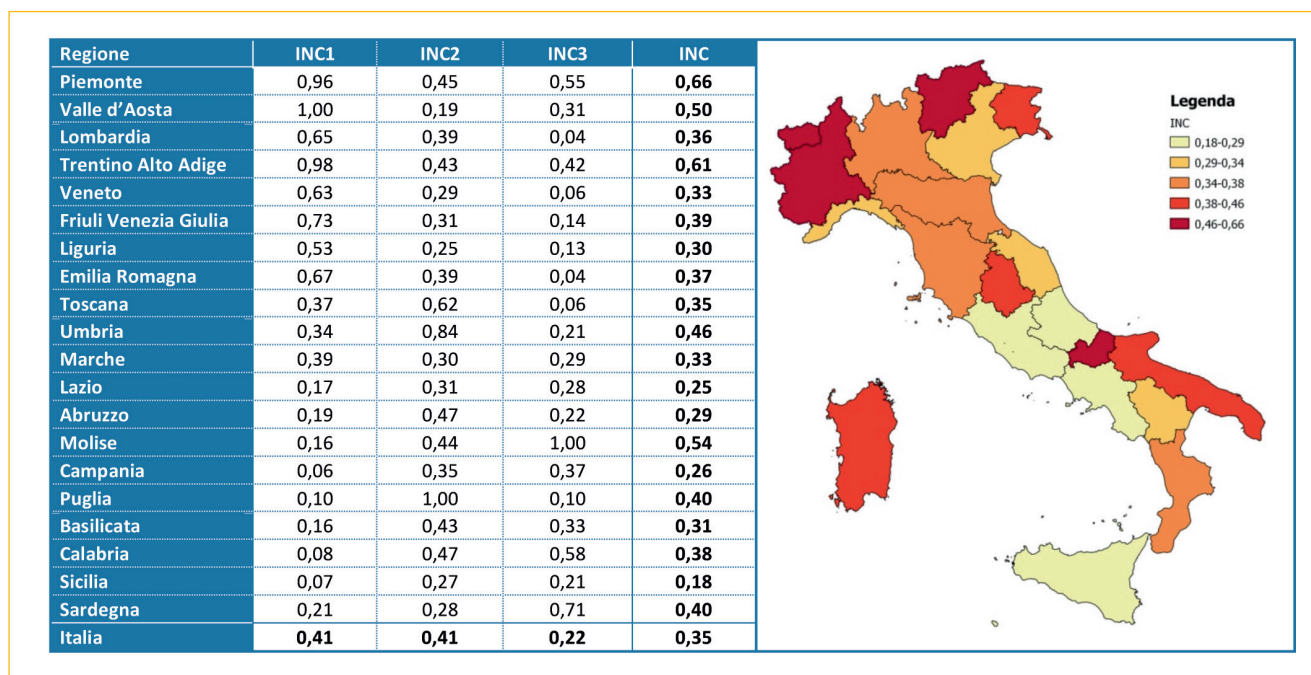 Regione INC1 INC2 INC3 INC
Piemonte 0,96 0,45 0,55 0,66
Valle d’Aosta 1,00 0,19 0,31 0,50
Lombardia 0,65 0,39 0,04 0,36
Trentino Alto Adige 0,98 0,43 0,42 0,61
Veneto 0,63 0,29 0,06 0,33
Friuli Venezia Giulia 0,73 0,31 0,14 0,39
Liguria 0,53 0,25 0,13 0,30
Emilia Romagna 0,67 0,39 0,04 0,37
Toscana 0,37 0,62 0,06 0,35
Umbria 0,34 0,84 0,21 0,46
Marche 0,39 0,30 0,29 0,33
Lazio 0,17 0,31 0,28 0,25
Abruzzo 0,19 0,47 0,22 0,29
Molise 0,16 0,44 1,00 0,54
Campania 0,06 0,35 0,37 0,26
Puglia 0,10 1,00 0,10 0,40
Basilicata 0,16 0,43 0,33 0,31
Calabria 0,08 0,47 0,58 0,38
Sicilia 0,07 0,27 0,21 0,18
Sardegna 0,21 0,28 0,71 0,40
Italia 0,41 0,41 0,22 0,35
Legenda
INC
0,18-0,29
0,29-0,34
0,34-0,38
0,38-0,46
0,46-0,66